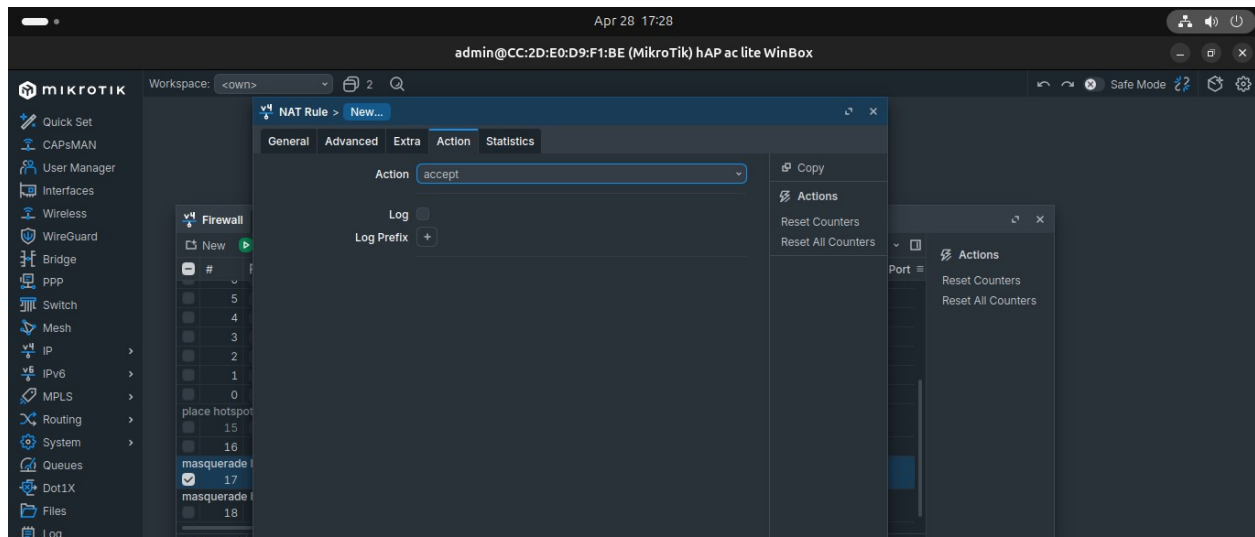 Apr 28 17:28
admin@CC:2D:E0:D9:F1:BE (MikroTik) hAP ac lite WinBox
MIKROTIK
Workspace: <own>
2
Safe Mode
Quick Set
CAPsMAN
User Manager
Interfaces
Wireless
WireGuard
Bridge
PPP
Switch
Mesh
v4 IP
v6 IPv6
MPLS
Routing
System
Queues
Dot1X
Files
Log
v4 NAT Rule > New...
General Advanced Extra Action Statistics
Action accept
Log
Log Prefix +
Copy
Actions
Reset Counters
Reset All Counters
v4 Firewall
New
#
Port
5
4
3
2
1
0
place hotspot
15
16
masquerade
17
masquerade
18
Actions
Reset Counters
Reset All Counters